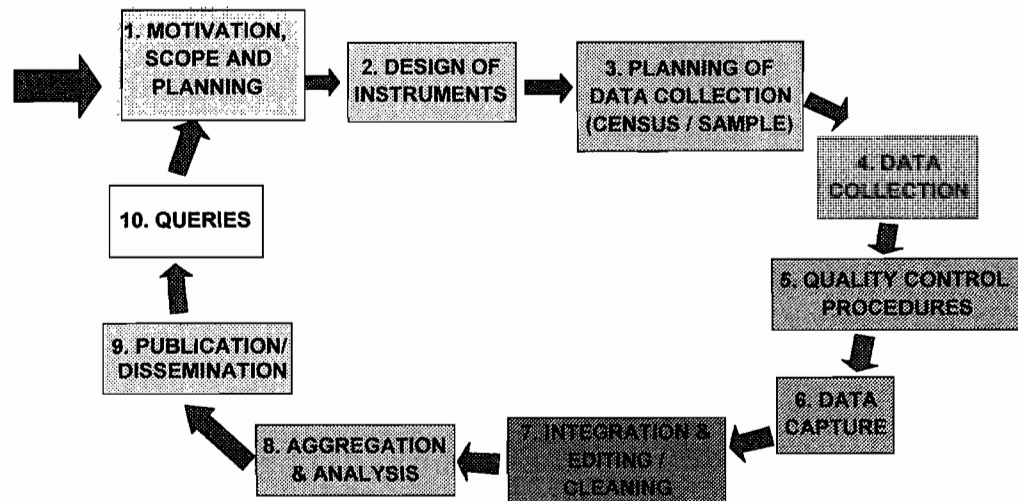 1. MOTIVATION,
SCOPE AND
PLANNING
2. DESIGN OF
INSTRUMENTS
3. PLANNING OF
DATA COLLECTION
(CENSUS / SAMPLE)
4. DATA
COLLECTION
5. QUALITY CONTROL
PROCEDURES
6. DATA
CAPTURE
7. INTEGRATION &
EDITING /
CLEANING
8. AGGREGATION
& ANALYSIS
9. PUBLICATION/
DISSEMINATION
10. QUERIES